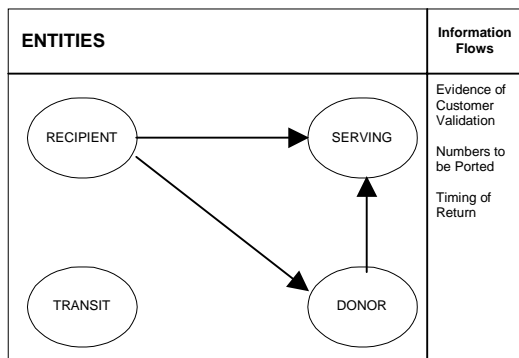 ENTITIES
Information
Flows
RECIPIENT
SERVING
TRANSIT
DONOR
Evidence of
Customer
Validation
Numbers to
be Ported
Timing of
Return